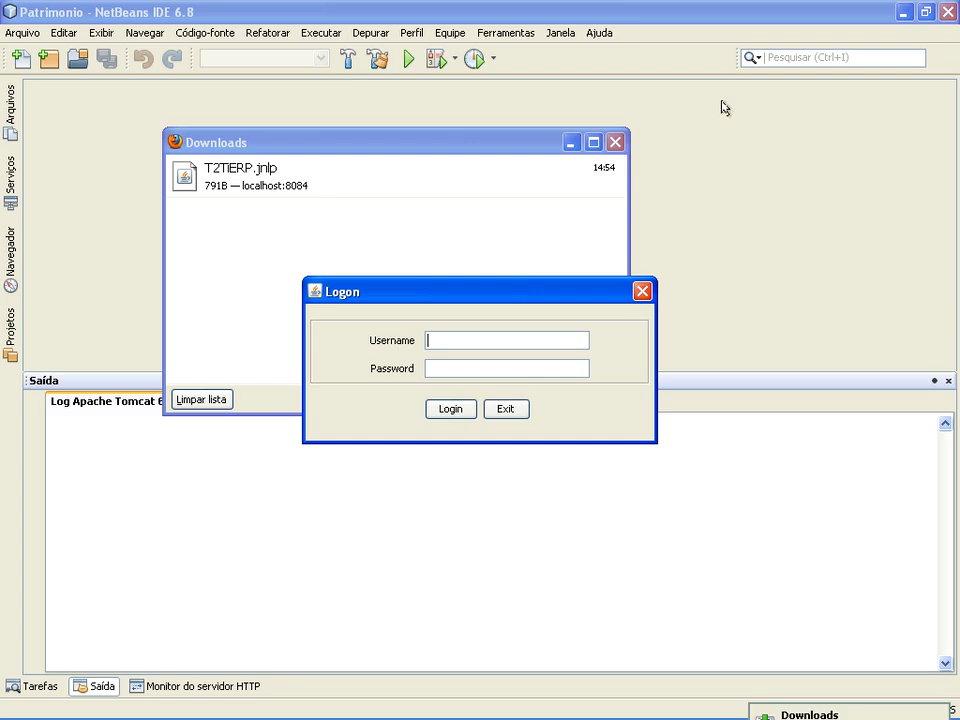 Patrimonio - NetBeans IDE 6.8
Arquivo Editar Exibir Navegar Código-fonte Refatorar Executar Depurar Perfil Equipe Ferramentas Janela Ajuda
Pesquisar (Ctrl+I)
Arquivos
Serviços
Navegador
Projetos
Downloads
T2TiERP.jnlp
14:54
791B — localhost:8084
Logon
Username
Password
Login Exit
Limpar lista
Saída
Log Apache Tomcat 6
Tarefas Saída Monitor do servidor HTTP
Downloads